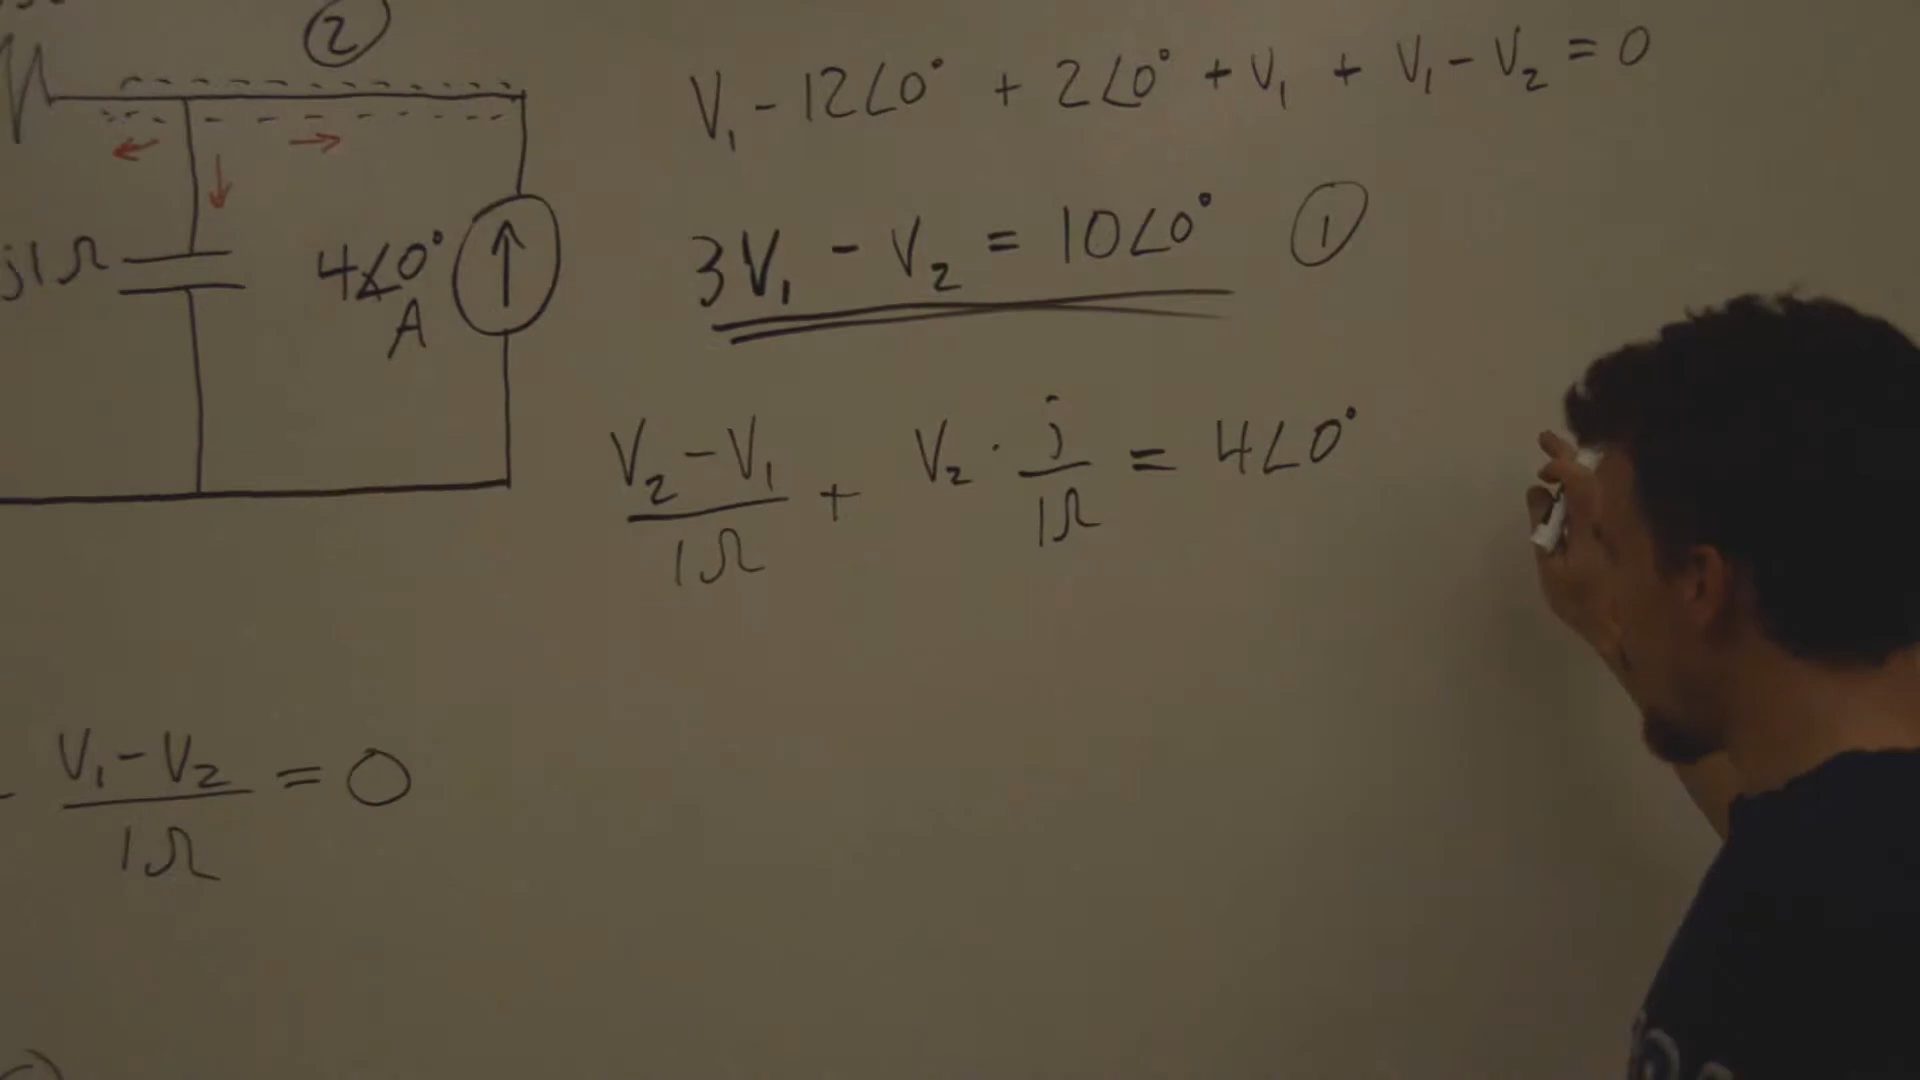 ②
V₁ - 12∠0° + 2∠0° + V₁ + V₁ - V₂ = 0
3V₁ - V₂ = 10∠0° ①
j1Ω
4∠0°
A
(V₂ - V₁)/1Ω + V₂ · j/1Ω = 4∠0°
(V₁ - V₂)/1Ω = 0